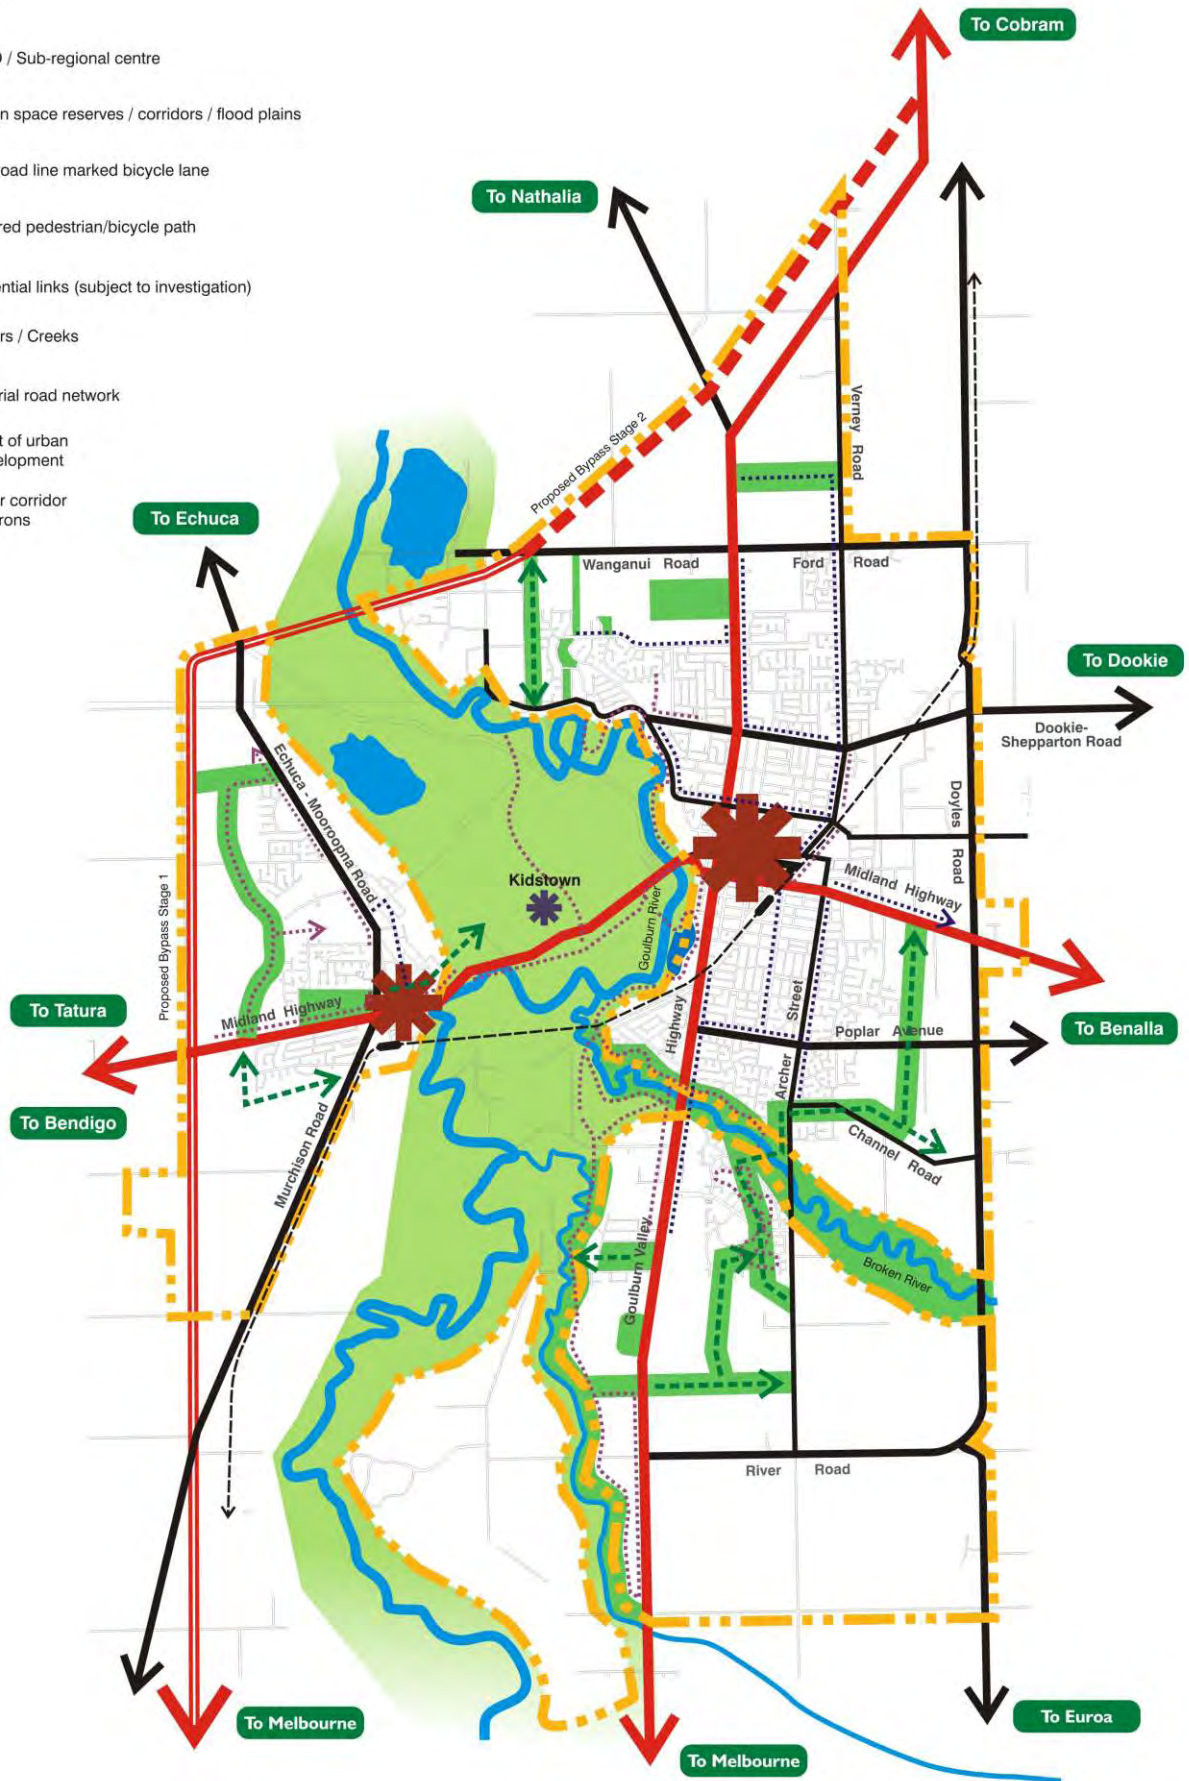 To Cobram
/ Sub-regional centre
n space reserves / corridors / flood plains
oad line marked bicycle lane
red pedestrian/bicycle path
To Nathalia
ential links (subject to investigation)
rs / Creeks
rial road network
t of urban
elopment
r corridor
rons
Verney Road
Proposed Bypass Stage 2
To Echuca
Wanganui Road
Ford Road
To Dookie
Dookie-
Shepparton Road
Echuca - Mooroopna Road
Doyles Road
Proposed Bypass Stage 1
Kidstown
Midland Highway
Goulburn River
To Tatura
Midland Highway
Archer Street
Poplar Avenue
To Benalla
To Bendigo
Murchison Road
Channel Road
Goulburn Valley Highway
Broken River
River Road
To Melbourne
To Euroa
To Melbourne